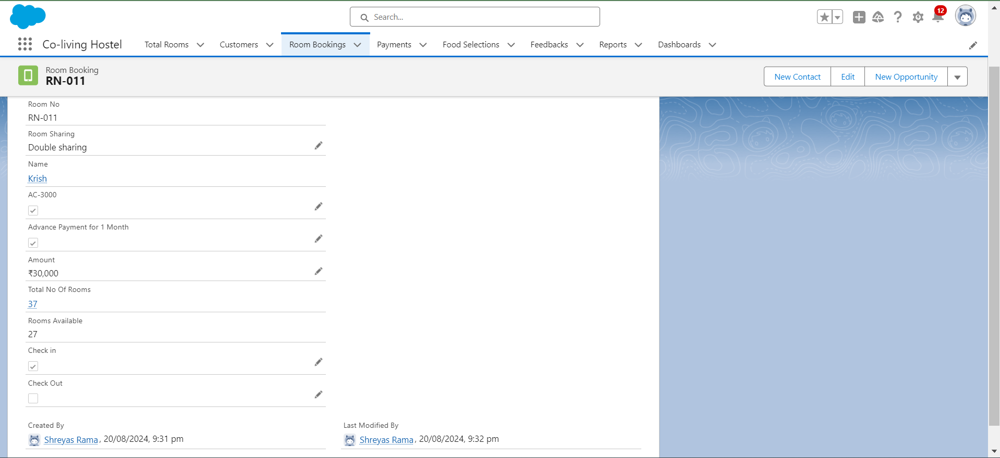 Search...
12
Co-living Hostel
Total Rooms
Customers
Room Bookings
Payments
Food Selections
Feedbacks
Reports
Dashboards
Room Booking
RN-011
New Contact
Edit
New Opportunity
Room No
RN-011
Room Sharing
Double sharing
Name
Krish
AC-3000
Advance Payment for 1 Month
Amount
₹30,000
Total No Of Rooms
37
Rooms Available
27
Check in
Check Out
Created By
Shreyas Rama, 20/08/2024, 9:31 pm
Last Modified By
Shreyas Rama, 20/08/2024, 9:32 pm